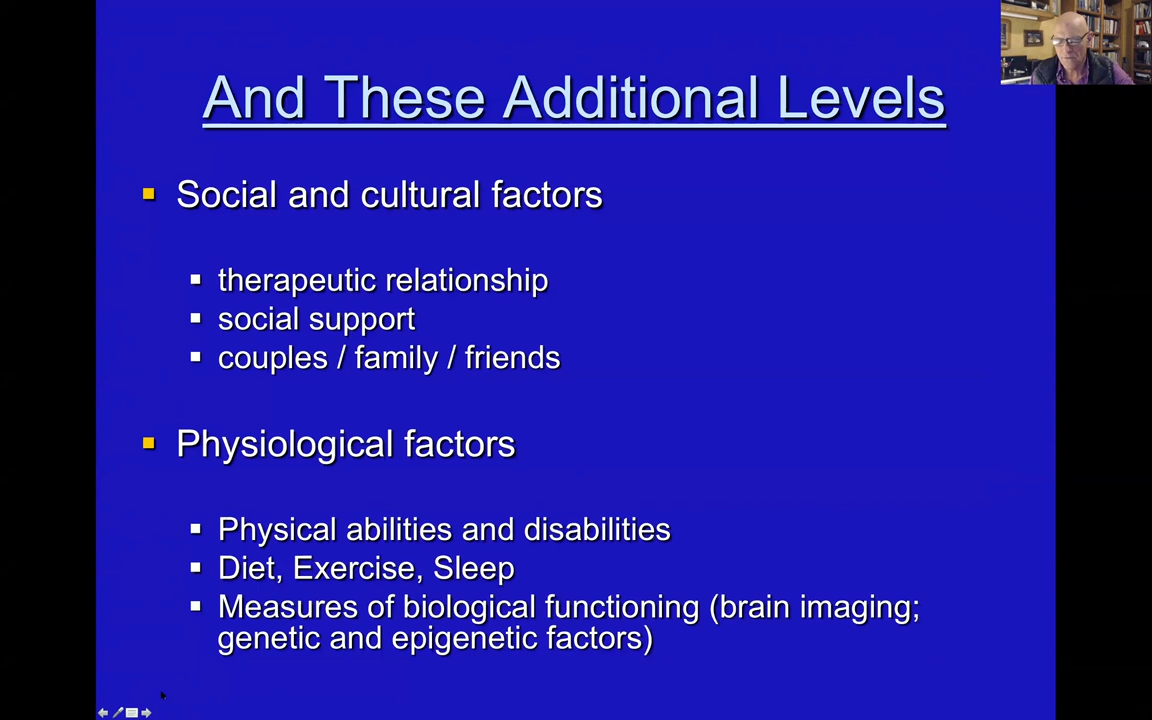 And These Additional Levels
Social and cultural factors
therapeutic relationship
social support
couples / family / friends
Physiological factors
Physical abilities and disabilities
Diet, Exercise, Sleep
Measures of biological functioning (brain imaging;
genetic and epigenetic factors)